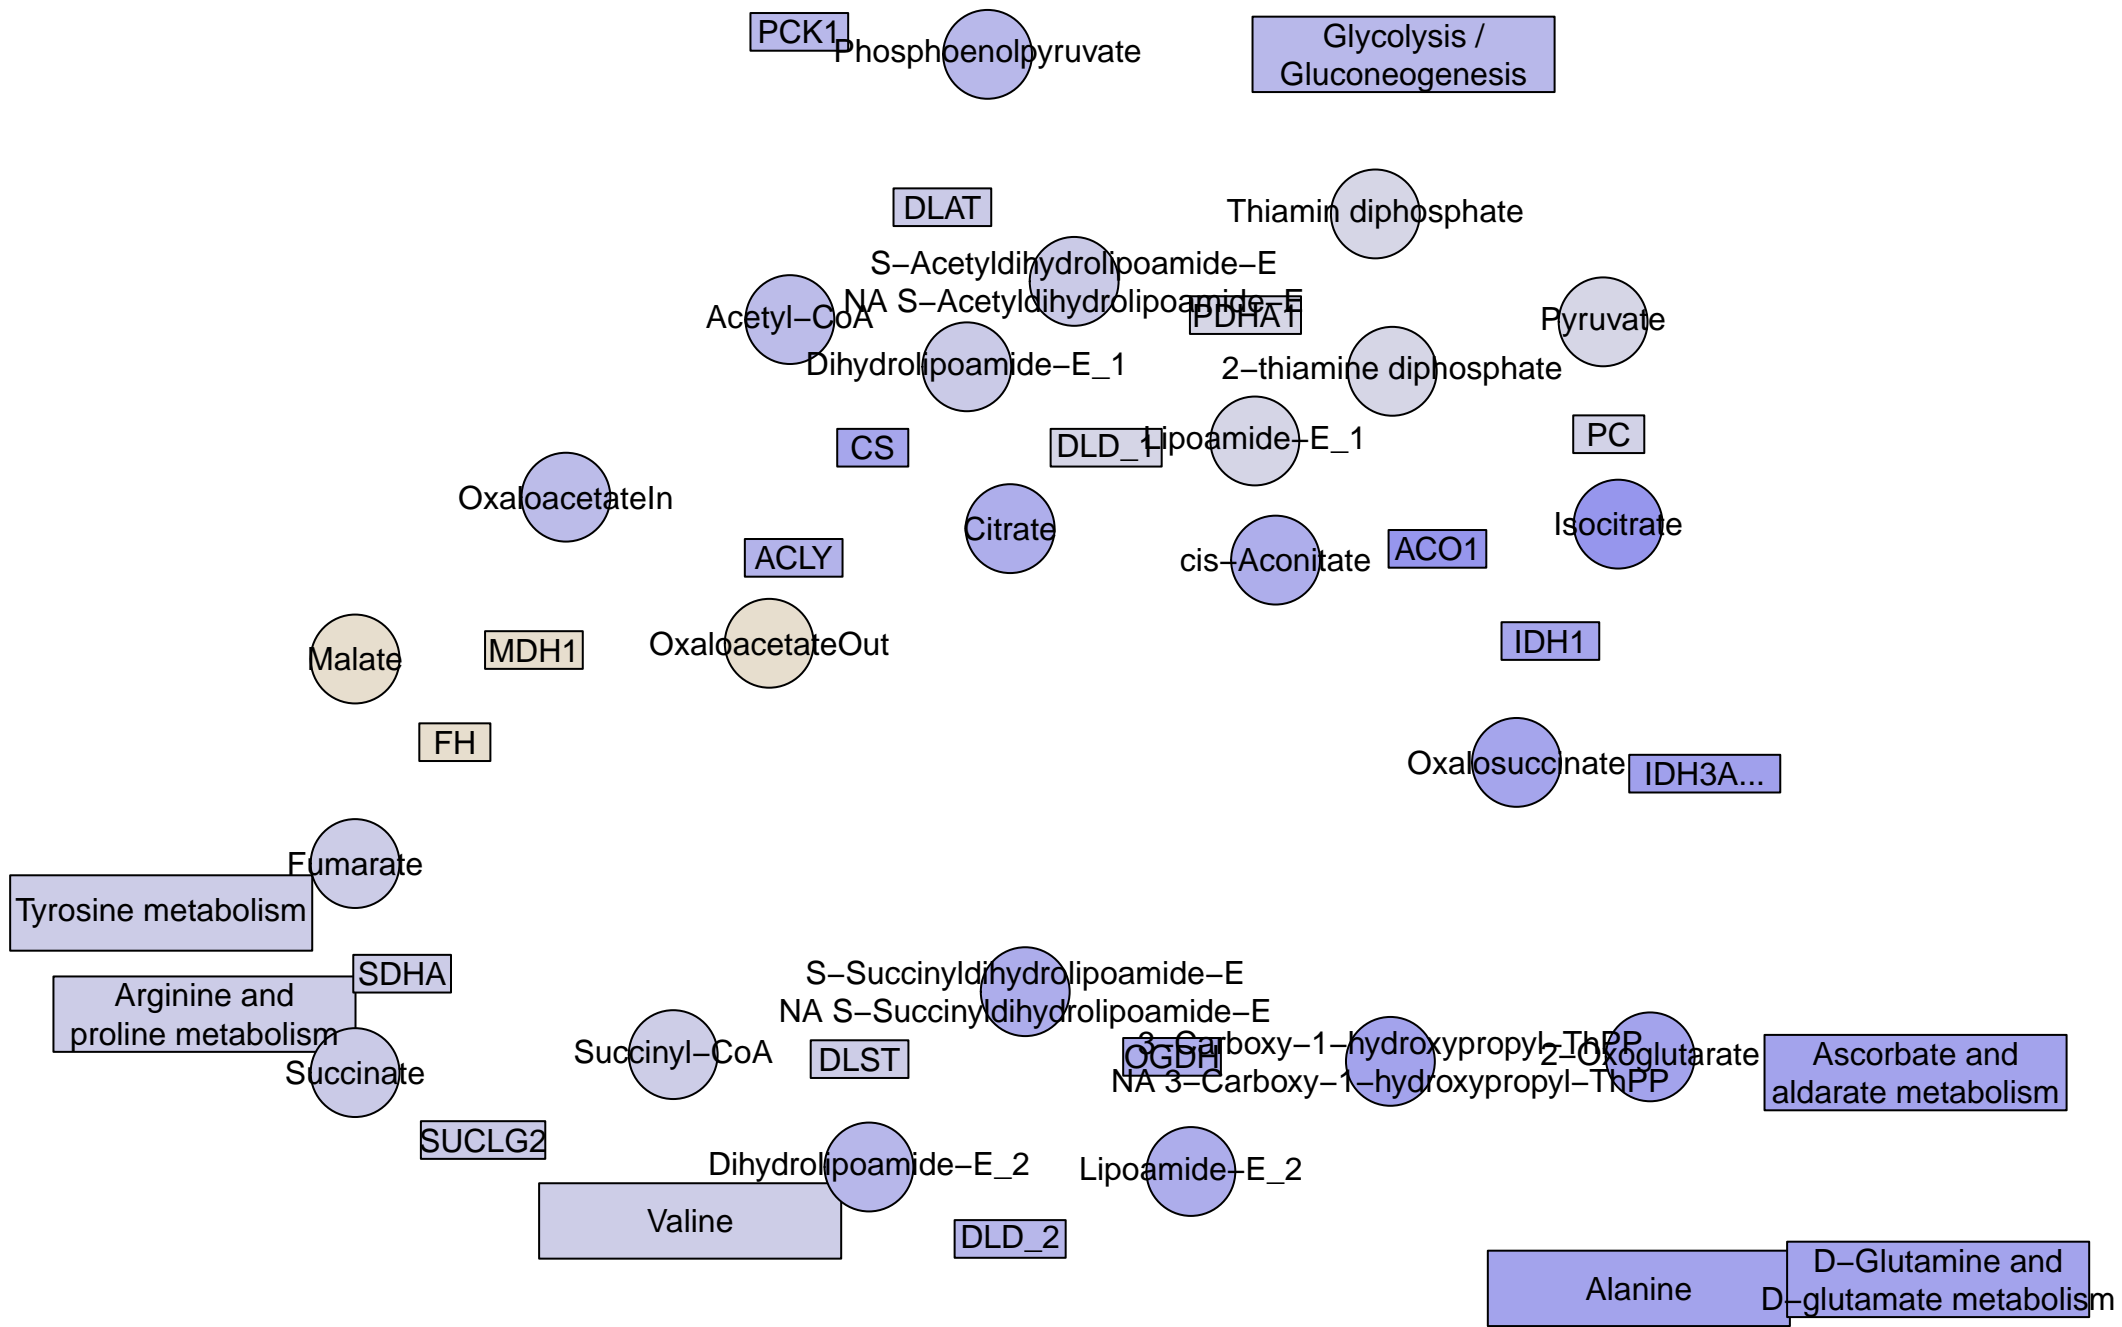 PCK1
Phosphoenolpyruvate
Glycolysis /
Gluconeogenesis
DLAT
Thiamin diphosphate
S−Acetyldihydrolipoamide−E
NA S−Acetyldihydrolipoamide−E
PDHA1
Acetyl−CoA
Pyruvate
Dihydrolipoamide−E_1
2−thiamine diphosphate
CS
DLD_1
Lipoamide−E_1
PC
OxaloacetateIn
Citrate
Isocitrate
ACLY
cis−Aconitate
ACO1
Malate
MDH1
OxaloacetateOut
IDH1
FH
Oxalosuccinate
IDH3A...
Fumarate
Tyrosine metabolism
SDHA
Arginine and
proline metabolism
Succinate
S−Succinyldihydrolipoamide−E
NA S−Succinyldihydrolipoamide−E
Succinyl−CoA
DLST
OGDH
3−Carboxy−1−hydroxypropyl−ThPP
NA 3−Carboxy−1−hydroxypropyl−ThPP
2−Oxoglutarate
Ascorbate and
aldarate metabolism
SUCLG2
Dihydrolipoamide−E_2
Lipoamide−E_2
Valine
DLD_2
Alanine
D−Glutamine and
D−glutamate metabolism